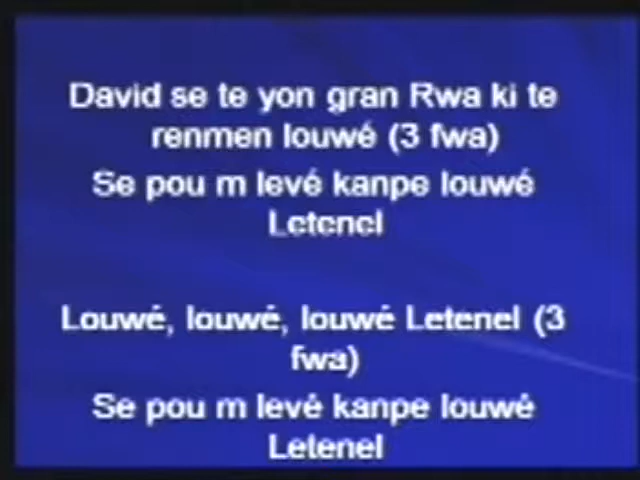 David se te yon gran Rwa ki te
renmen louwé (3 fwa)
Se pou m levé kanpe louwé
Letenel
Louwé, louwé, louwé Letenel (3
fwa)
Se pou m levé kanpe louwé
Letenel